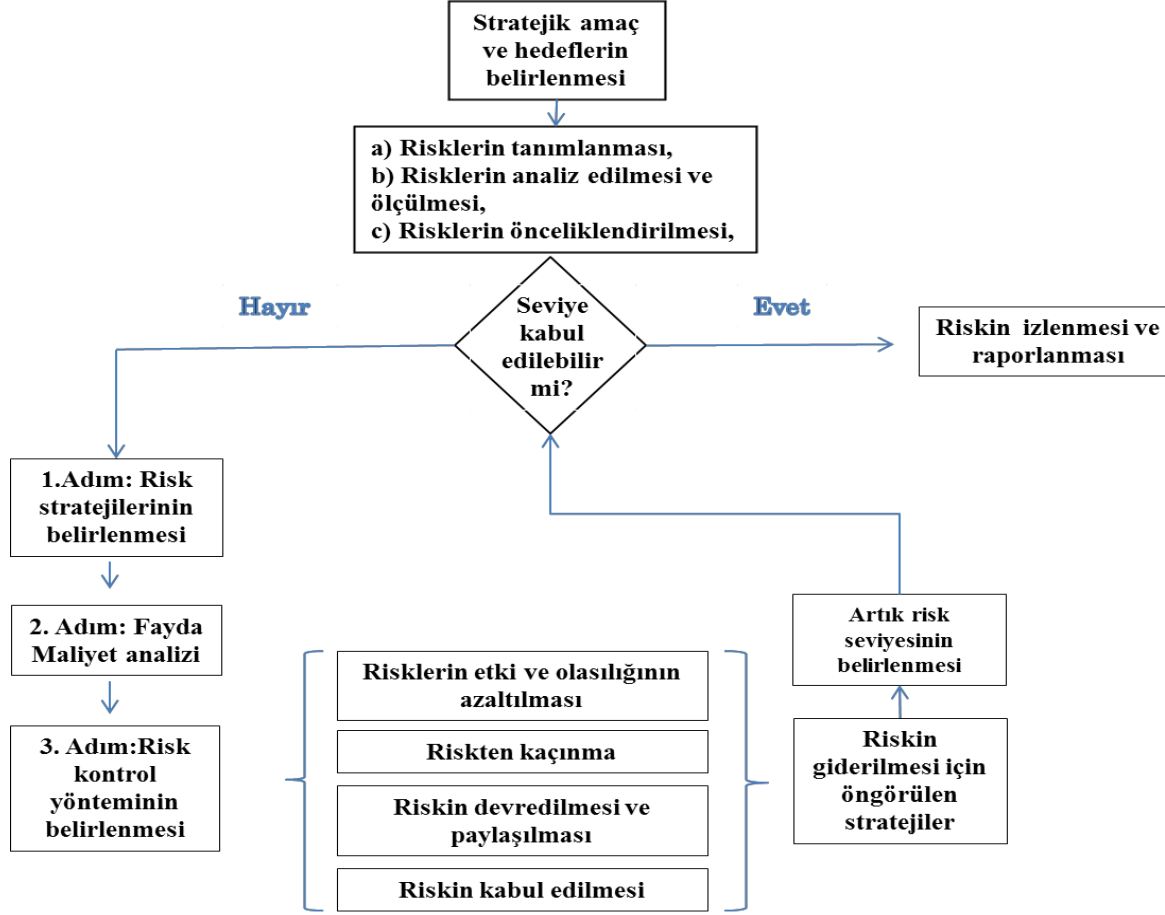 Stratejik amaç
ve hedeflerin
belirlenmesi
a) Risklerin tanımlanması,
b) Risklerin analiz edilmesi ve
ölçülmesi,
c) Risklerin önceliklendirilmesi,
Hayır
Seviye
kabul
edilebilir
mi?
Evet
Riskin izlenmesi ve
raporlanması
1.Adım: Risk
stratejilerinin
belirlenmesi
2. Adım: Fayda
Maliyet analizi
3. Adım:Risk
kontrol
yönteminin
belirlenmesi
Risklerin etki ve olasılığının
azaltılması
Riskten kaçınma
Riskin devredilmesi ve
paylaşılması
Riskin kabul edilmesi
Artık risk
seviyesinin
belirlenmesi
Riskin
giderilmesi için
öngörülen
stratejiler